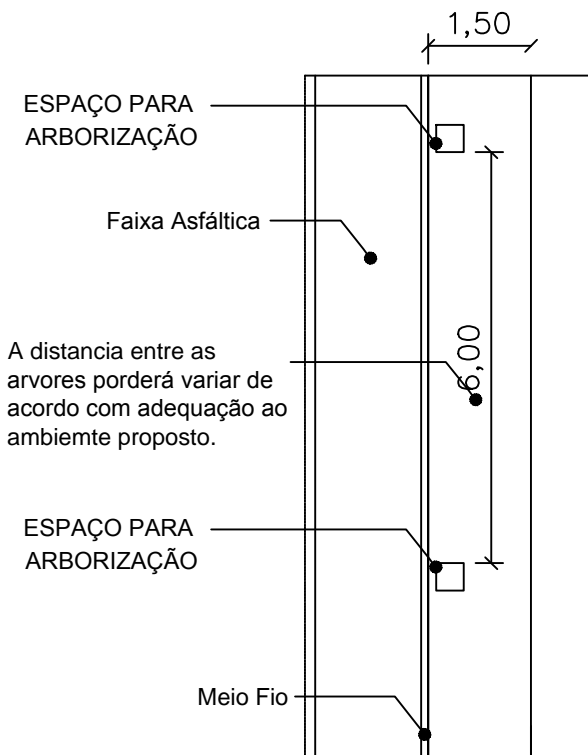 1,50
ESPAÇO PARA
ARBORIZAÇÃO
Faixa Asfáltica
A distancia entre as
arvores porderá variar de
acordo com adequação ao
ambiemte proposto.
6,00
ESPAÇO PARA
ARBORIZAÇÃO
Meio Fio